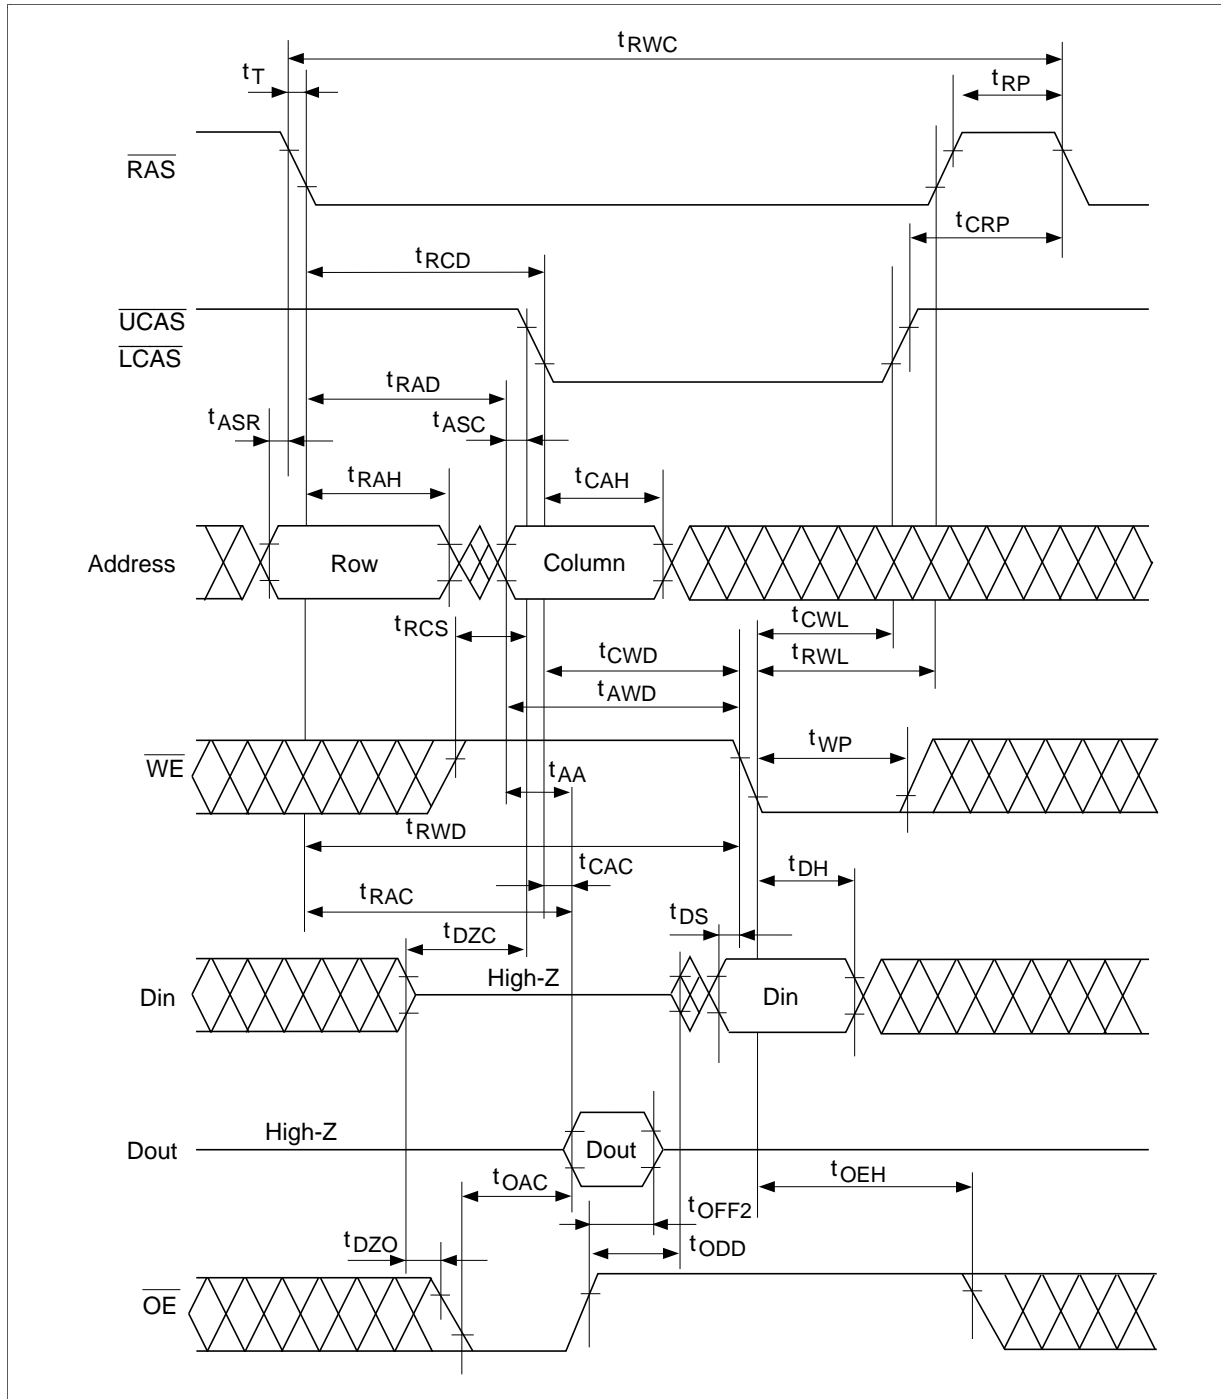 tRWC
tT
tRP
RAS
tCRP
tRCD
UCAS
LCAS
tRAD
tASR
tASC
tRAH
tCAH
Address
Row
Column
tRCS
tCWL
tCWD
tRWL
tAWD
WE
tWP
tAA
tRWD
tCAC
tDH
tRAC
tDS
tDZC
High-Z
Din
Din
High-Z
Dout
Dout
tOAC
tOEH
tOFF2
tDZO
tODD
OE